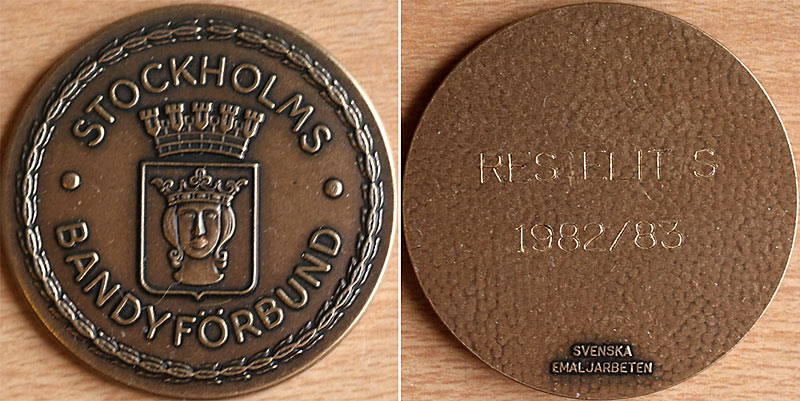 STOCKHOLMS
BANDYFÖRBUND
RES. ELIT S
1982/83
SVENSKA
EMALJARBETEN